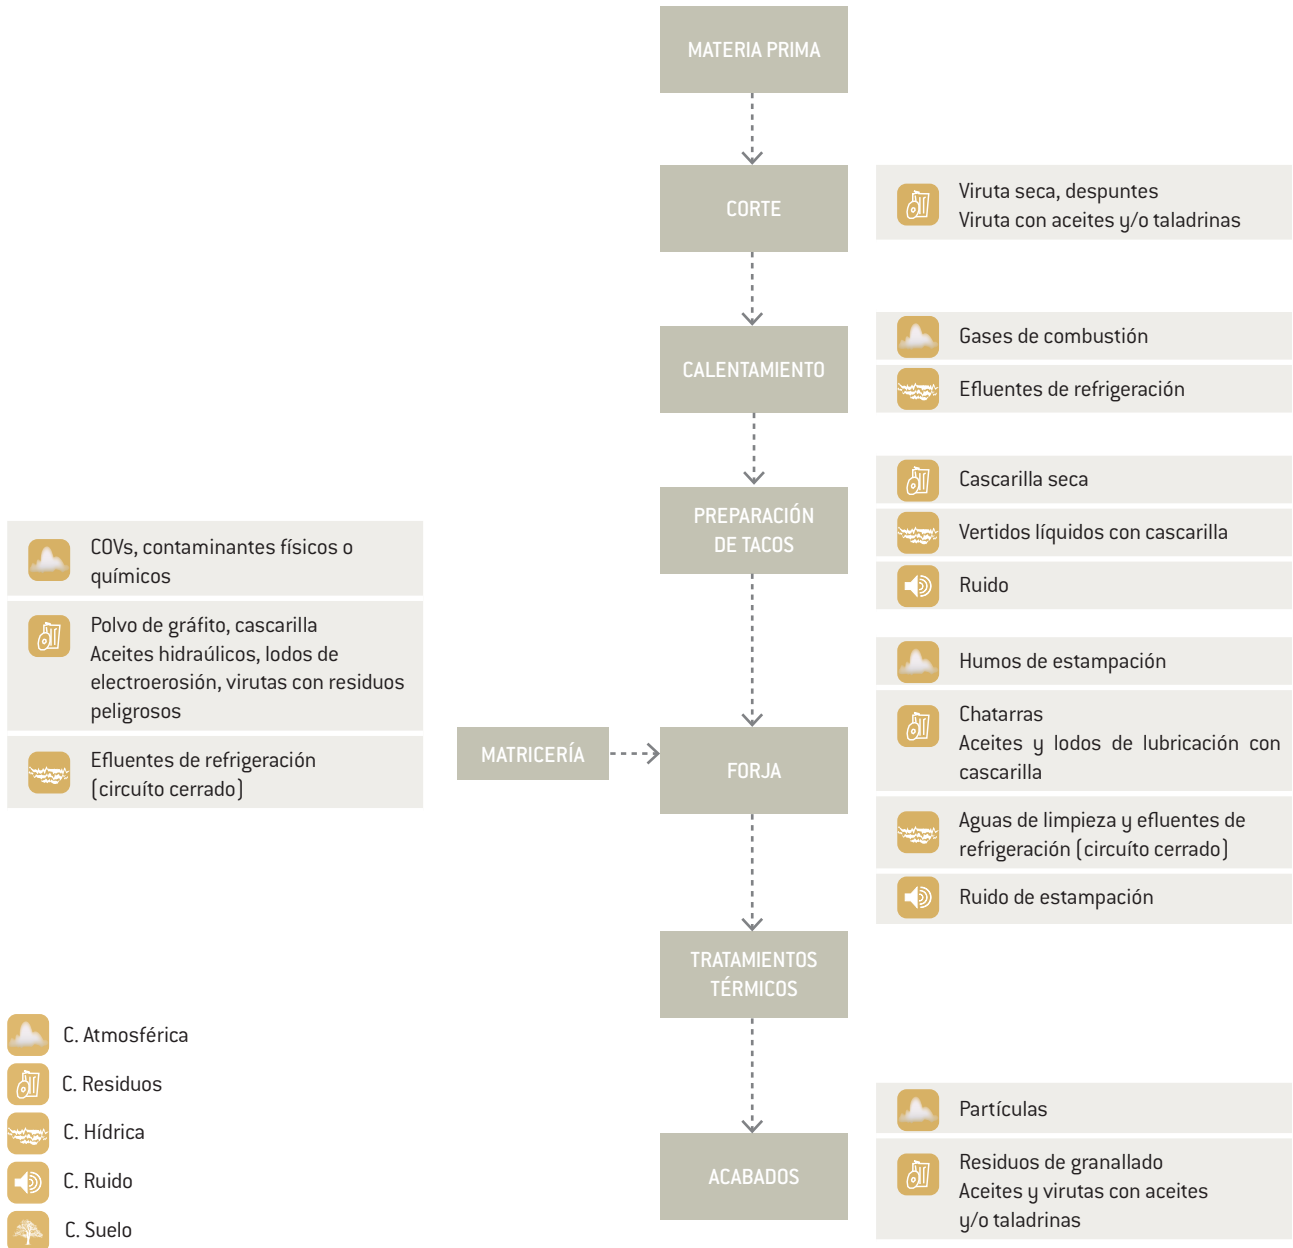 MATERIA PRIMA
CORTE
Viruta seca, despuntes
Viruta con aceites y/o taladrinas
CALENTAMIENTO
Gases de combustión
Efluentes de refrigeración
PREPARACIÓN
DE TACOS
Cascarilla seca
Vertidos líquidos con cascarilla
Ruido
COVs, contaminantes físicos o
químicos
Polvo de gráfito, cascarilla
Aceites hidraúlicos, lodos de
electroerosión, virutas con residuos
peligrosos
Efluentes de refrigeración
(circuíto cerrado)
MATRICERÍA
FORJA
Humos de estampación
Chatarras
Aceites y lodos de lubricación con
cascarilla
Aguas de limpieza y efluentes de
refrigeración (circuíto cerrado)
Ruido de estampación
TRATAMIENTOS
TÉRMICOS
ACABADOS
Partículas
Residuos de granallado
Aceites y virutas con aceites
y/o taladrinas
C. Atmosférica
C. Residuos
C. Hídrica
C. Ruido
C. Suelo